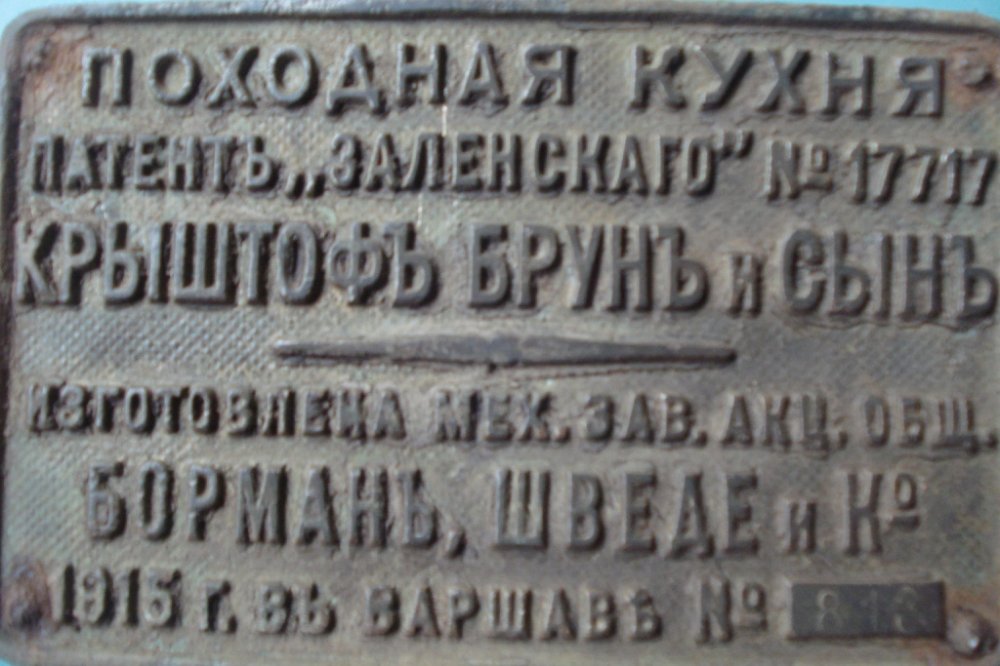 ПОХОДНАЯ КУХНЯ
ПАТЕНТЪ „ЗАЛЕНСКАГО” № 17717
КРЫШТОФЪ БРУНЪ и СЫНЪ
ИЗГОТОВЛЕНА МЕХ. ЗАВ. АКЦ. ОБЩ.
БОРМАНЪ, ШВЕДЕ и Кº
1915 г. ВЪ ВАРШАВѢ №